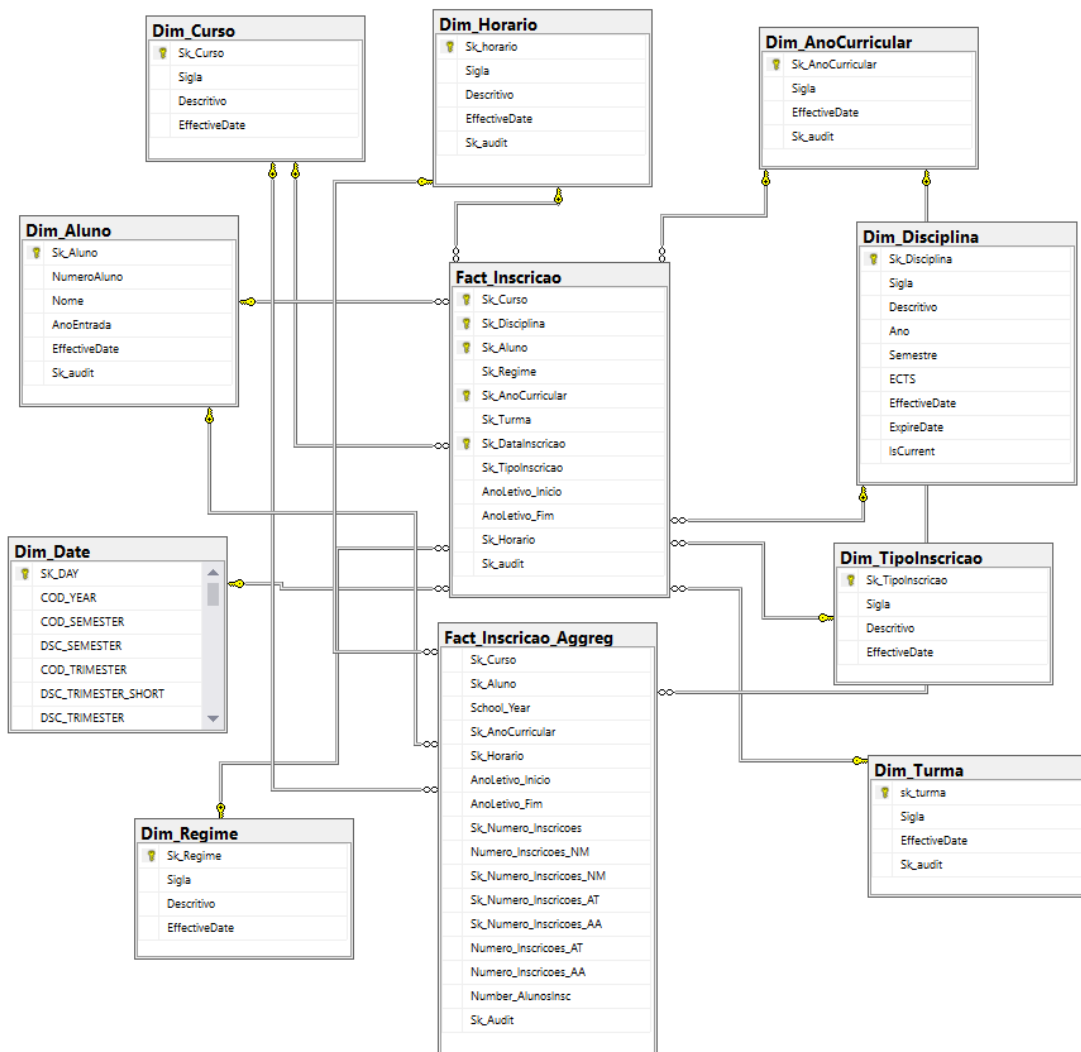 Dim_Curso
Sk_Curso
Sigla
Descritivo
EffectiveDate
Dim_Horario
Sk_horario
Sigla
Descritivo
EffectiveDate
Sk_audit
Dim_AnoCurricular
Sk_AnoCurricular
Sigla
EffectiveDate
Sk_audit
Dim_Aluno
Sk_Aluno
NumeroAluno
Nome
AnoEntrada
EffectiveDate
Sk_audit
Fact_Inscricao
Sk_Curso
Sk_Disciplina
Sk_Aluno
Sk_Regime
Sk_AnoCurricular
Sk_Turma
Sk_DataInscricao
Sk_TipoInscricao
AnoLetivo_Inicio
AnoLetivo_Fim
Sk_Horario
Sk_audit
Dim_Disciplina
Sk_Disciplina
Sigla
Descritivo
Ano
Semestre
ECTS
EffectiveDate
ExpireDate
IsCurrent
Dim_Date
SK_DAY
COD_YEAR
COD_SEMESTER
DSC_SEMESTER
COD_TRIMESTER
DSC_TRIMESTER_SHORT
DSC_TRIMESTER
Dim_TipoInscricao
Sk_TipoInscricao
Sigla
Descritivo
EffectiveDate
Fact_Inscricao_Aggreg
Sk_Curso
Sk_Aluno
School_Year
Sk_AnoCurricular
Sk_Horario
AnoLetivo_Inicio
AnoLetivo_Fim
Sk_Numero_Inscricoes
Numero_Inscricoes_NM
Sk_Numero_Inscricoes_NM
Sk_Numero_Inscricoes_AT
Sk_Numero_Inscricoes_AA
Numero_Inscricoes_AT
Numero_Inscricoes_AA
Number_AlunosInsc
Sk_Audit
Dim_Turma
sk_turma
Sigla
EffectiveDate
Sk_audit
Dim_Regime
Sk_Regime
Sigla
Descritivo
EffectiveDate